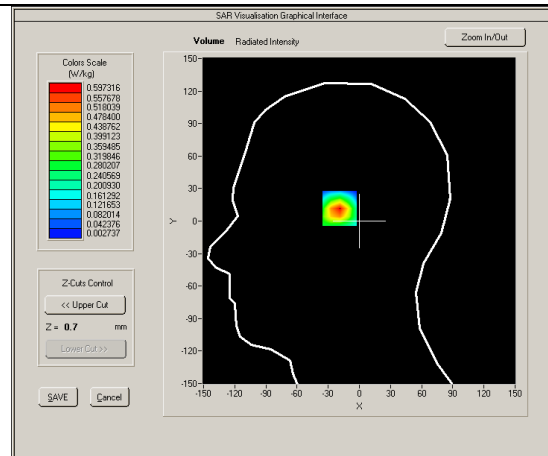 SAR Visualisation Graphical Interface
Volume Radiated Intensity
Zoom In/Out
Colors Scale
(W/kg)
0.597316
0.557678
0.518039
0.478400
0.438762
0.399123
0.359485
0.319846
0.280207
0.240569
0.200930
0.161292
0.121653
0.082014
0.042376
0.002737
Z-Cuts Control
<< Upper Cut
Z = 0.7 mm
Lower Cut >>
SAVE Cancel
150
120
90
60
30
0
-30
-60
-90
-120
-150
Y
-150 -120 -90 -60 -30 0 30 60 90 120 150
X